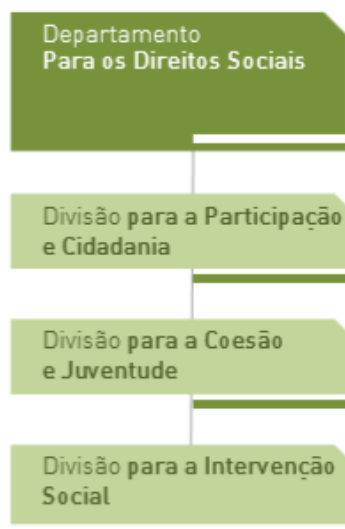 Departamento
Para os Direitos Sociais
Divisão para a Participação
e Cidadania
Divisão para a Coesão
e Juventude
Divisão para a Intervenção
Social